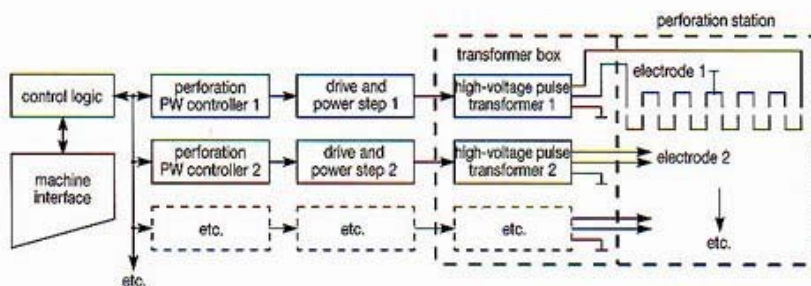 perforation station
transformer box
control logic
perforation
PW controller 1
drive and
power step 1
high-voltage pulse
transformer 1
electrode 1
machine
interface
perforation
PW controller 2
drive and
power step 2
high-voltage pulse
transformer 2
electrode 2
etc.
etc.
etc.
etc.
etc.